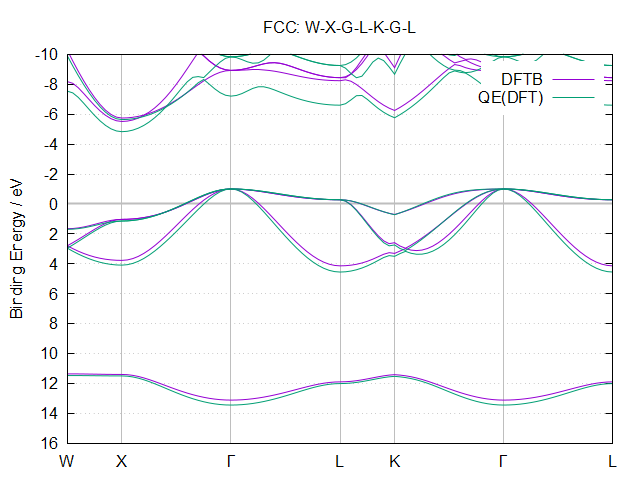 FCC: W-X-G-L-K-G-L
-10
-8
-6
-4
-2
0
2
4
6
8
10
12
14
16
Binding Energy / eV
DFTB
QE(DFT)
W X Γ L K Γ L